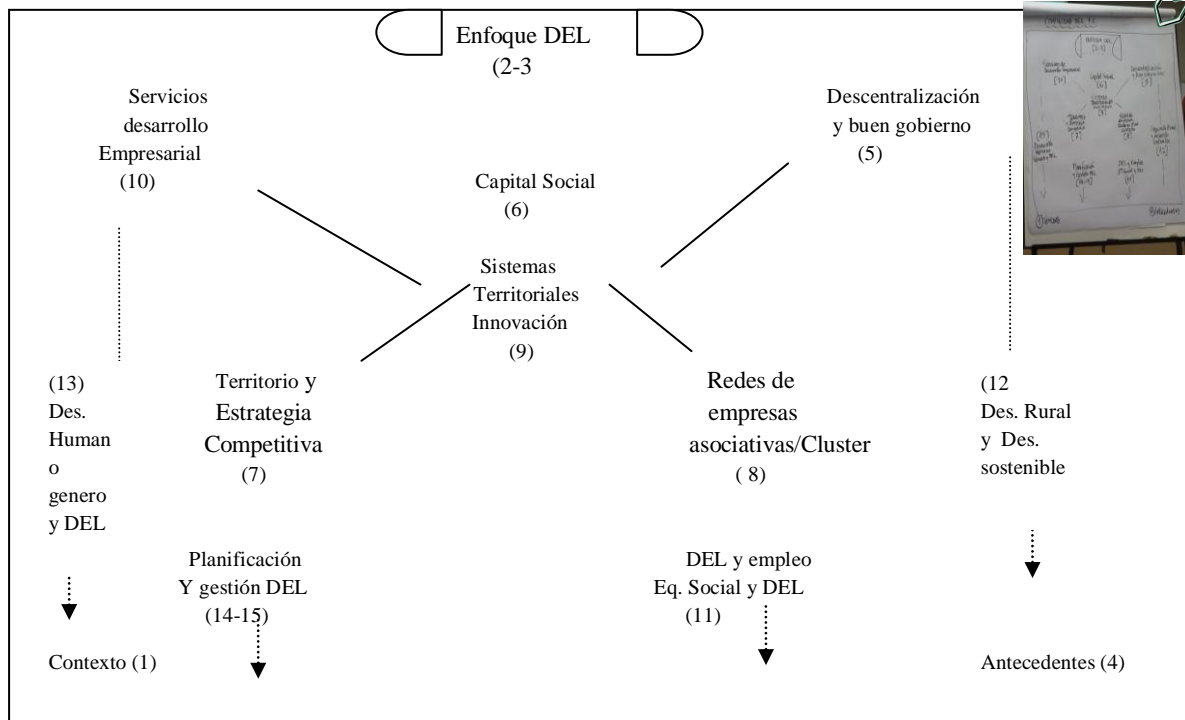 Enfoque DEL
(2-3
Servicios
desarrollo
Empresarial
(10)
Descentralización
y buen gobierno
(5)
Capital Social
(6)
Sistemas
Territoriales
Innovación
(9)
(13)
Des.
Human
o
genero
y DEL
Territorio y
Estrategia
Competitiva
(7)
Redes de
empresas
asociativas/Cluster
( 8)
(12
Des. Rural
y Des.
sostenible
Planificación
Y gestión DEL
(14-15)
DEL y empleo
Eq. Social y DEL
(11)
Contexto (1)
Antecedentes (4)